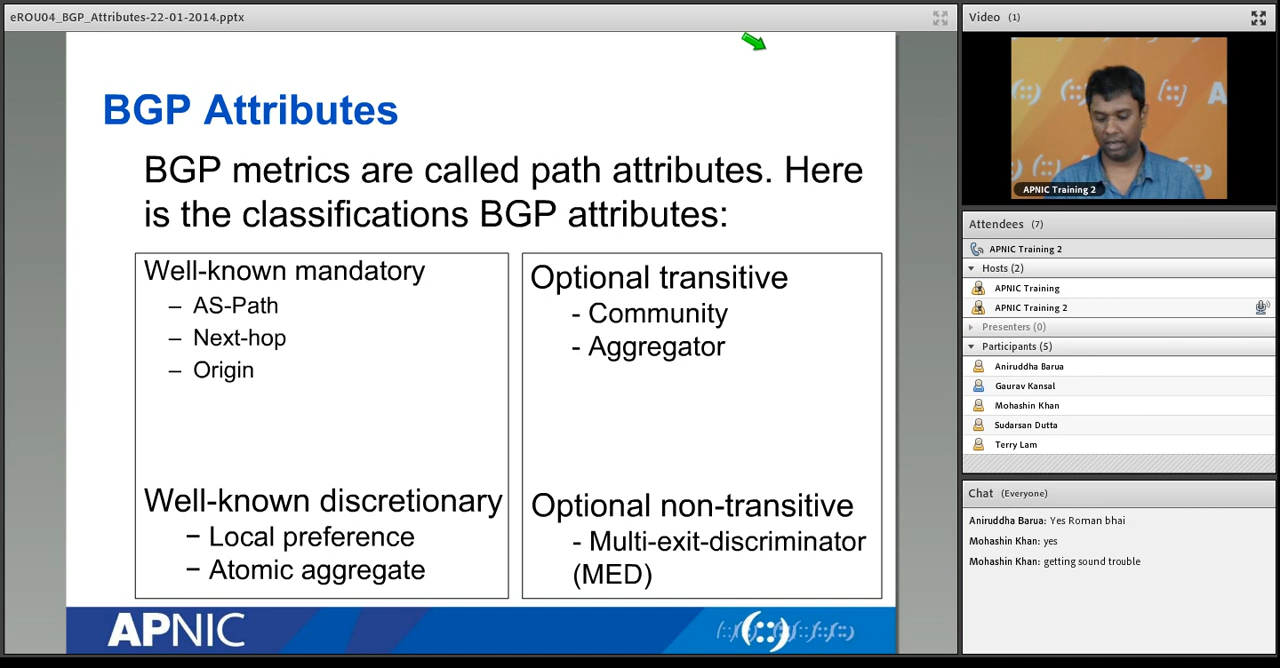 eROU04_BGP_Attributes-22-01-2014.pptx
BGP Attributes
BGP metrics are called path attributes. Here
is the classifications BGP attributes:
Well-known mandatory
– AS-Path
– Next-hop
– Origin
Well-known discretionary
– Local preference
– Atomic aggregate
Optional transitive
- Community
- Aggregator
Optional non-transitive
- Multi-exit-discriminator
(MED)
APNIC
(::)
Video (1)
A
APNIC Training 2
Attendees (7)
APNIC Training 2
Hosts (2)
APNIC Training
APNIC Training 2
Presenters (0)
Participants (5)
Aniruddha Barua
Gaurav Kansal
Mohashin Khan
Sudarsan Dutta
Terry Lam
Chat (Everyone)
Aniruddha Barua: Yes Roman bhai
Mohashin Khan: yes
Mohashin Khan: getting sound trouble